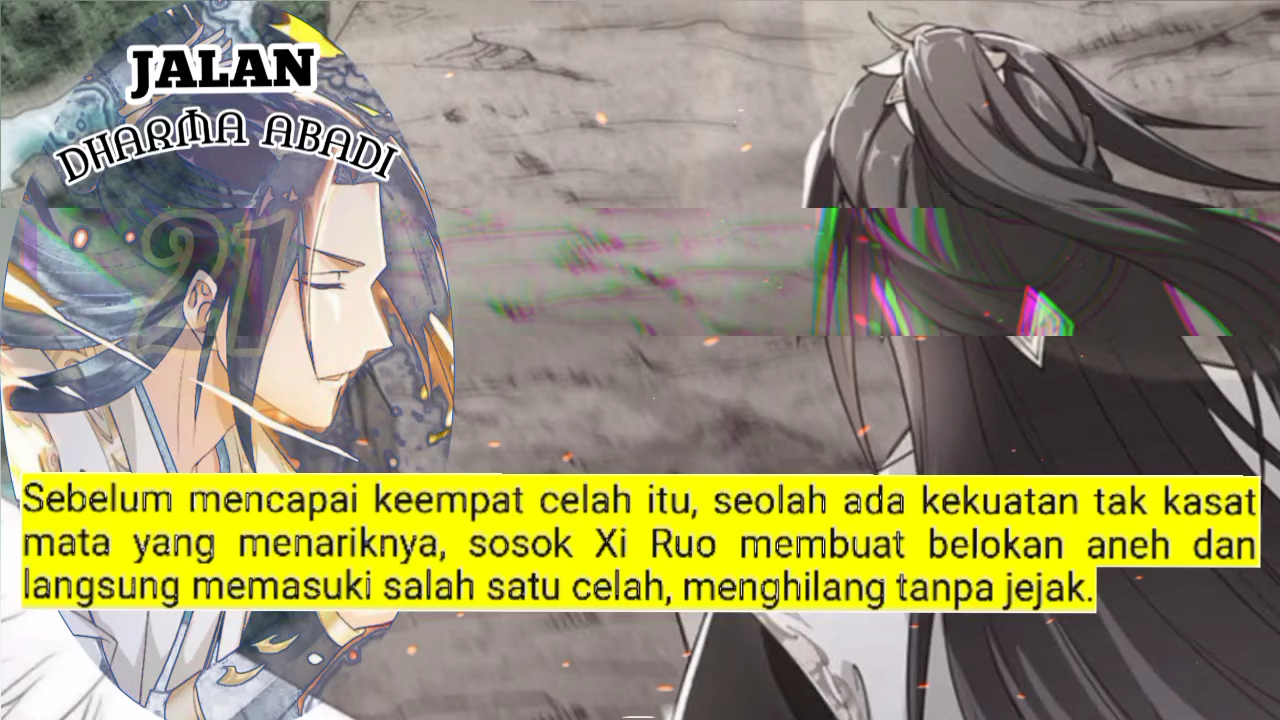 JALAN
DHARMA ABADI
21
Sebelum mencapai keempat celah itu, seolah ada kekuatan tak kasat
mata yang menariknya, sosok Xi Ruo membuat belokan aneh dan
langsung memasuki salah satu celah, menghilang tanpa jejak.